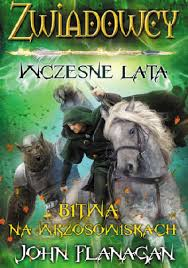 ZWIADOWCY
WCZESNE LATA
BITWA
NA WRZOSOWISKACH
JOHN FLANAGAN